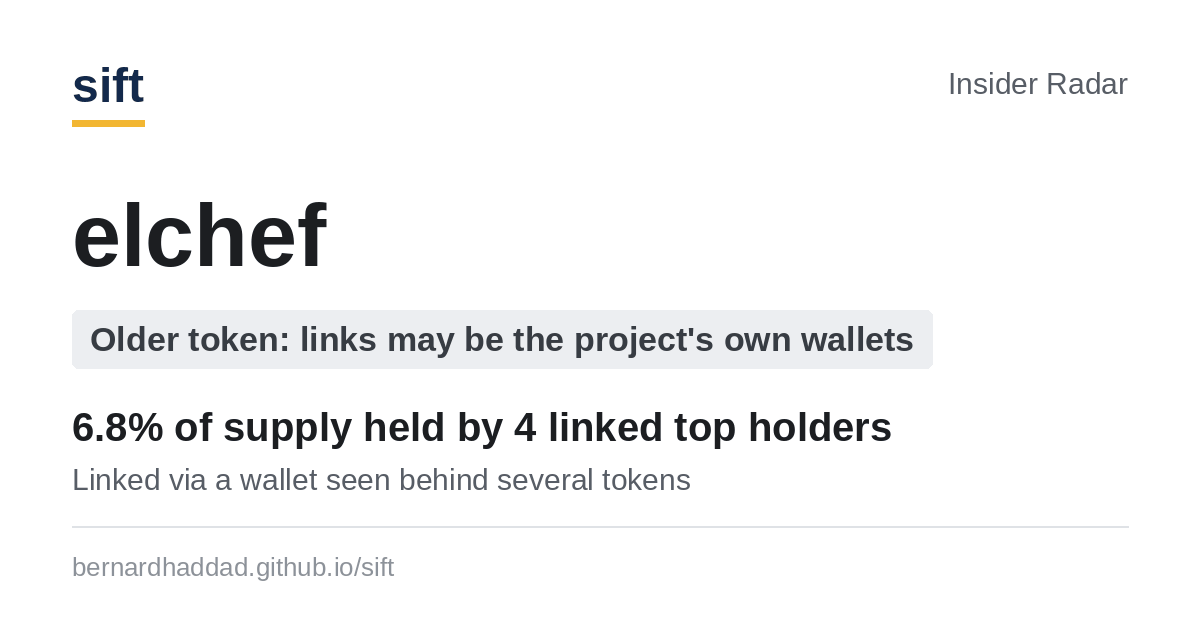 sift
Insider Radar
elchef
Older token: links may be the project's own wallets
6.8% of supply held by 4 linked top holders
Linked via a wallet seen behind several tokens
bernardhaddad.github.io/sift